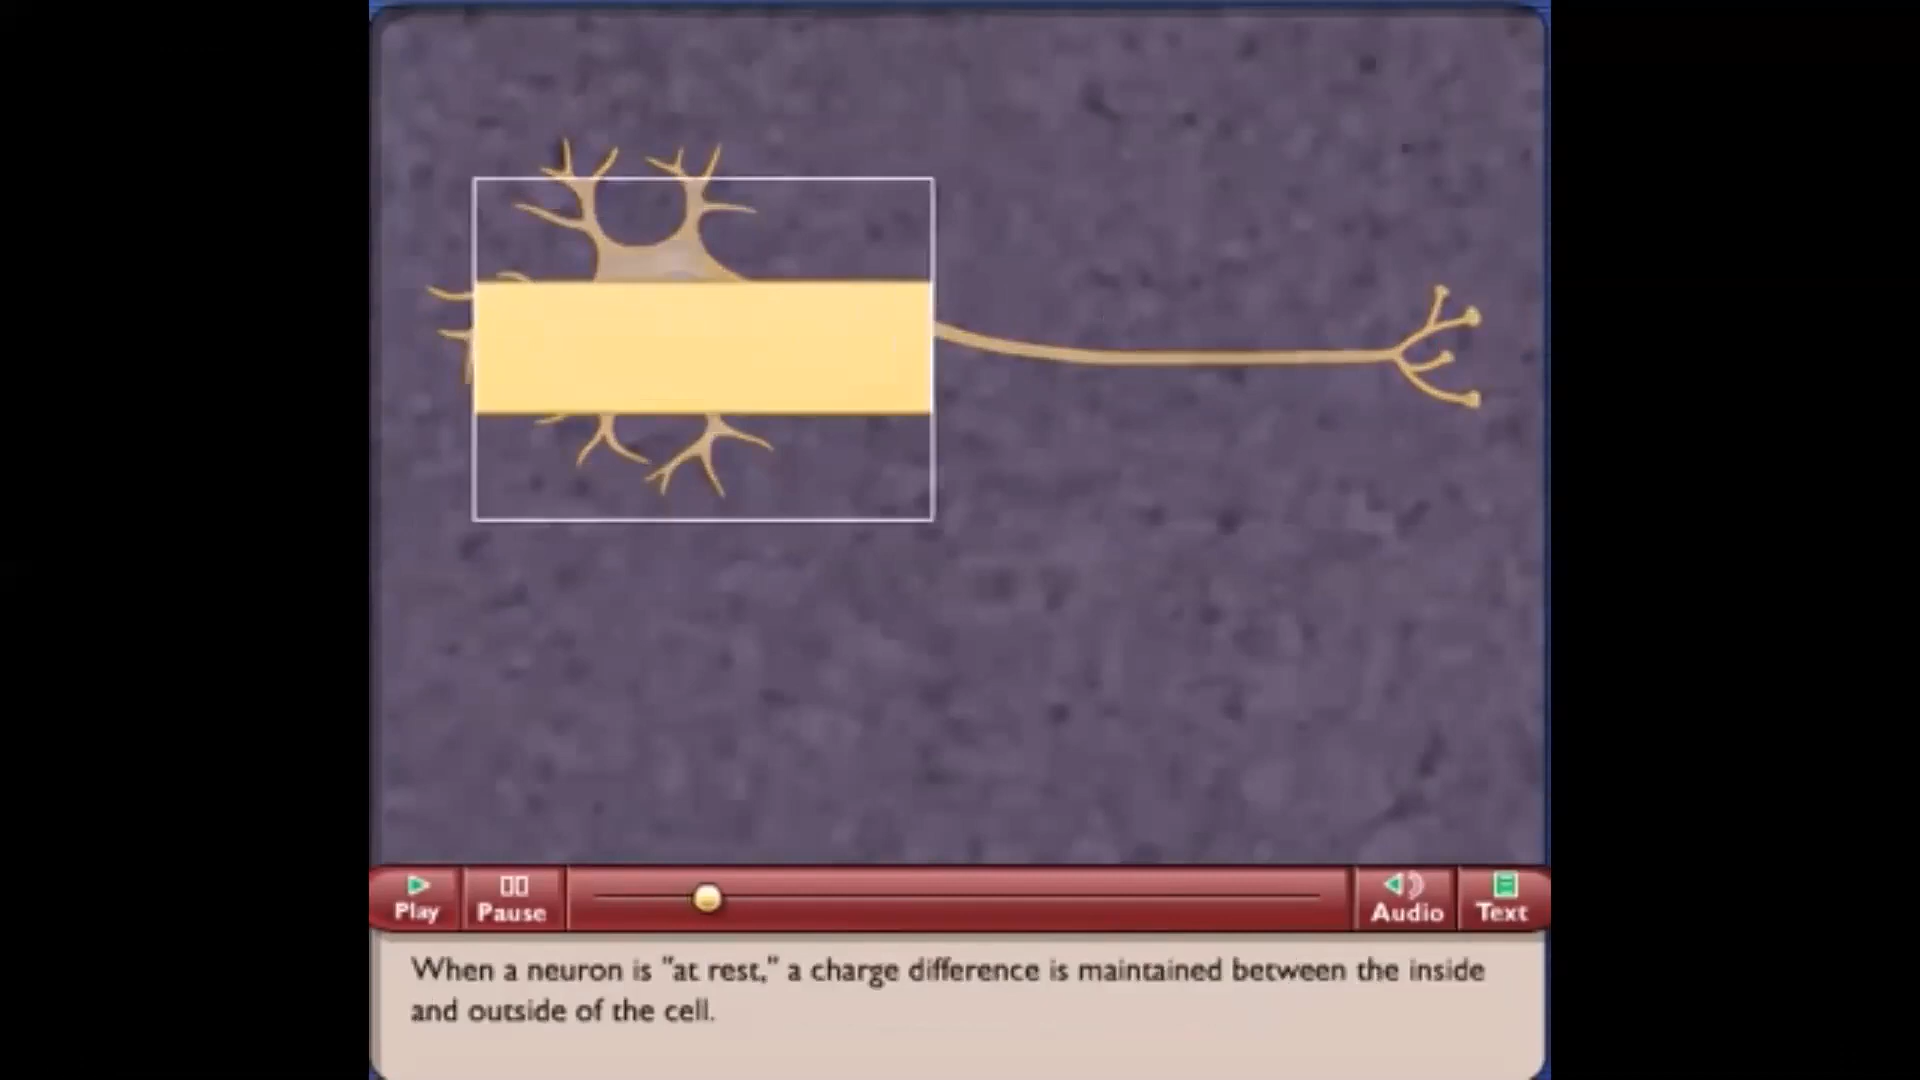 Play
Pause
Audio
Text
When a neuron is "at rest," a charge difference is maintained between the inside
and outside of the cell.